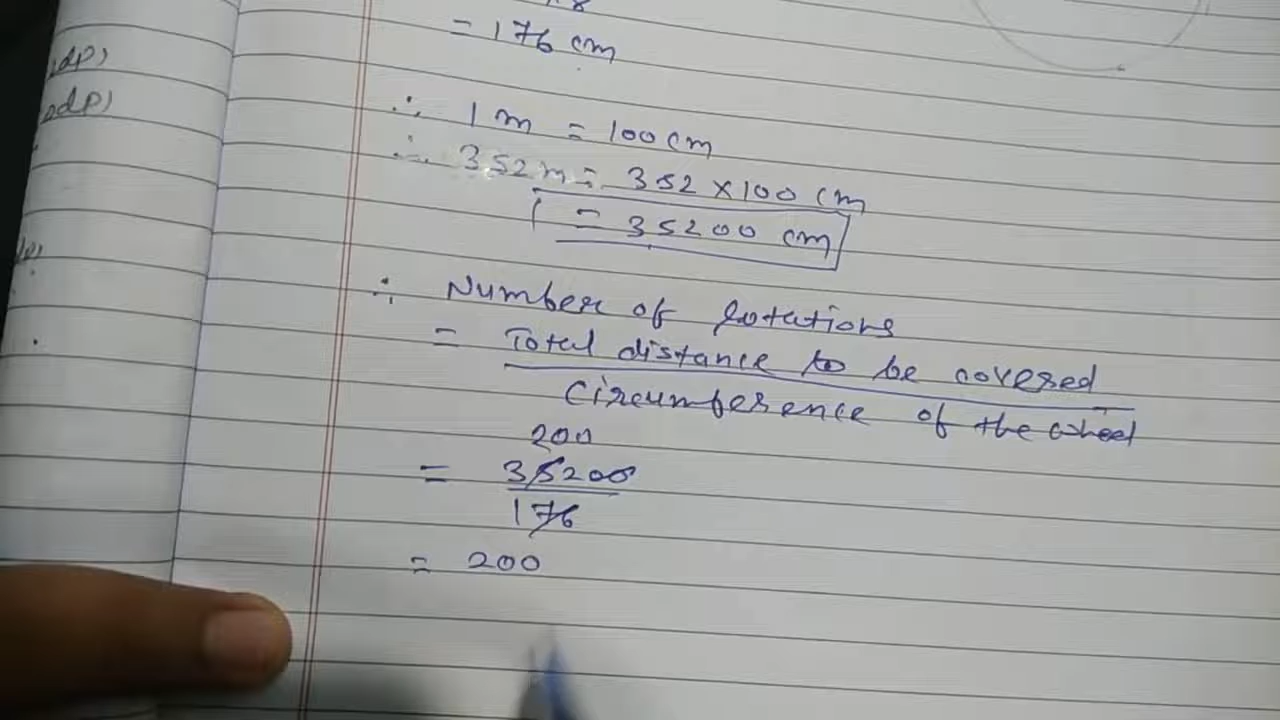 = 176 cm
∴ 1 m = 100 cm
∴ 352 m = 352 × 100 cm
= 35200 cm
∴ Number of rotations
= Total distance to be covered
Circumference of the wheel
200
= 35200
176
= 200